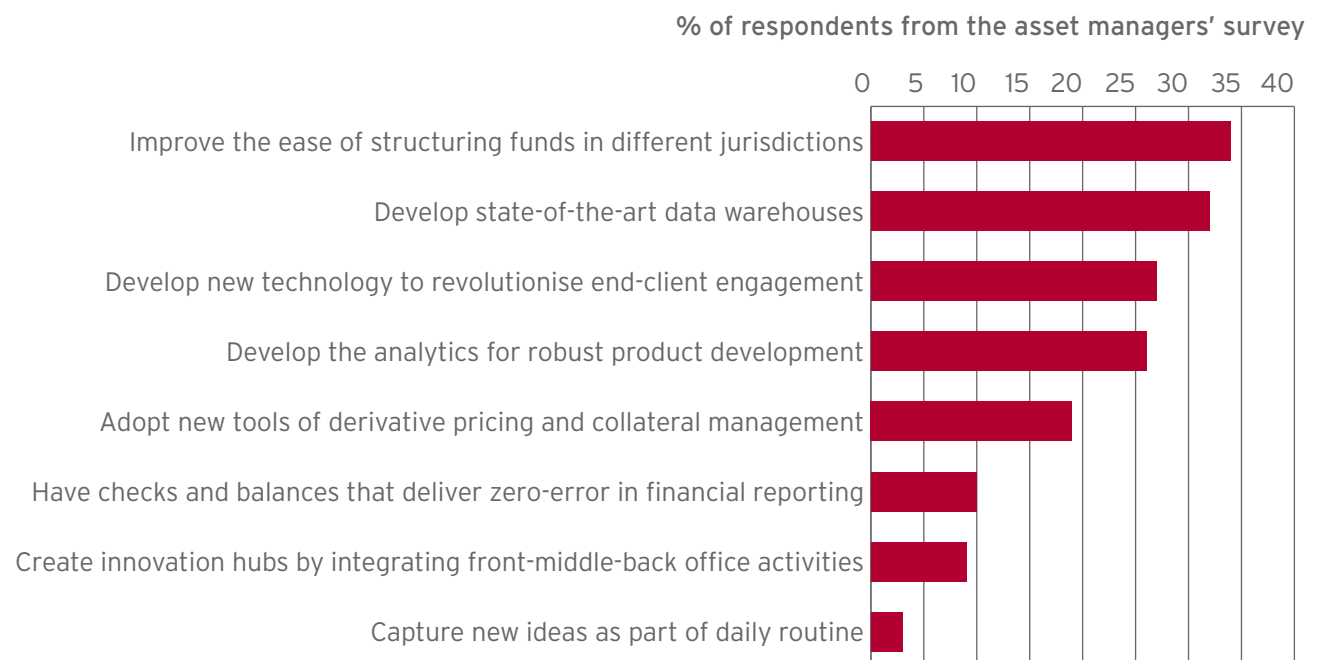 % of respondents from the asset managers’ survey
0 5 10 15 20 25 30 35 40
Improve the ease of structuring funds in different jurisdictions
Develop state-of-the-art data warehouses
Develop new technology to revolutionise end-client engagement
Develop the analytics for robust product development
Adopt new tools of derivative pricing and collateral management
Have checks and balances that deliver zero-error in financial reporting
Create innovation hubs by integrating front-middle-back office activities
Capture new ideas as part of daily routine